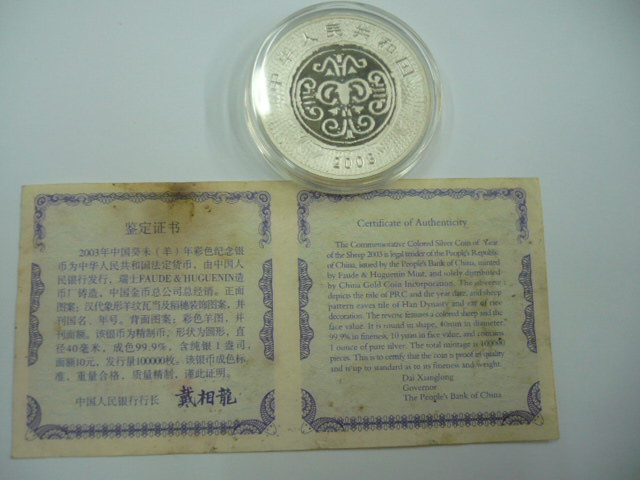 中华人民共和国
2003
鉴定证书
2003年中国癸未（羊）年彩色纪念银
币为中华人民共和国法定货币，由中国人
民银行发行，瑞士FAUDE & HUGUENIN造
币厂铸造，中国金币总公司总经销。正面
图案：汉代象形羊纹瓦当及装饰图案，并
刊国名、年号。背面图案：彩色羊图，并
刊面额。该银币为精制币，形状为圆形，直
径40毫米，成色99.9%，含纯银1盎司，
面额10元，发行量100000枚。该银币成色标
准，重量合格，质量精制，谨此证明。
中国人民银行行长 戴相龍
Certificate of Authenticity
The Commemorative Colored Silver Coin of Year
of the Sheep 2003 is legal tender of the People's Republic
of China, issued by the People's Bank of China, minted
by Faude & Huguenin Mint, and solely distributed
by China Gold Coin Incorporation. The obverse
depicts the title of P.R.C and the year date, and sheep
pattern eaves tile of Han Dynasty and of
decoration. The reverse features a colored sheep and the
face value. It is round in shape, 40mm in diameter,
99.9% in fineness, 10 yuan in face value, and contains
1 ounce of pure silver. The total mintage is 100000
pieces. This is to certify that the coin is proof in quality
and is up to standard as to its fineness and weight.
Dai Xianglong
Governor
The People's Bank of China